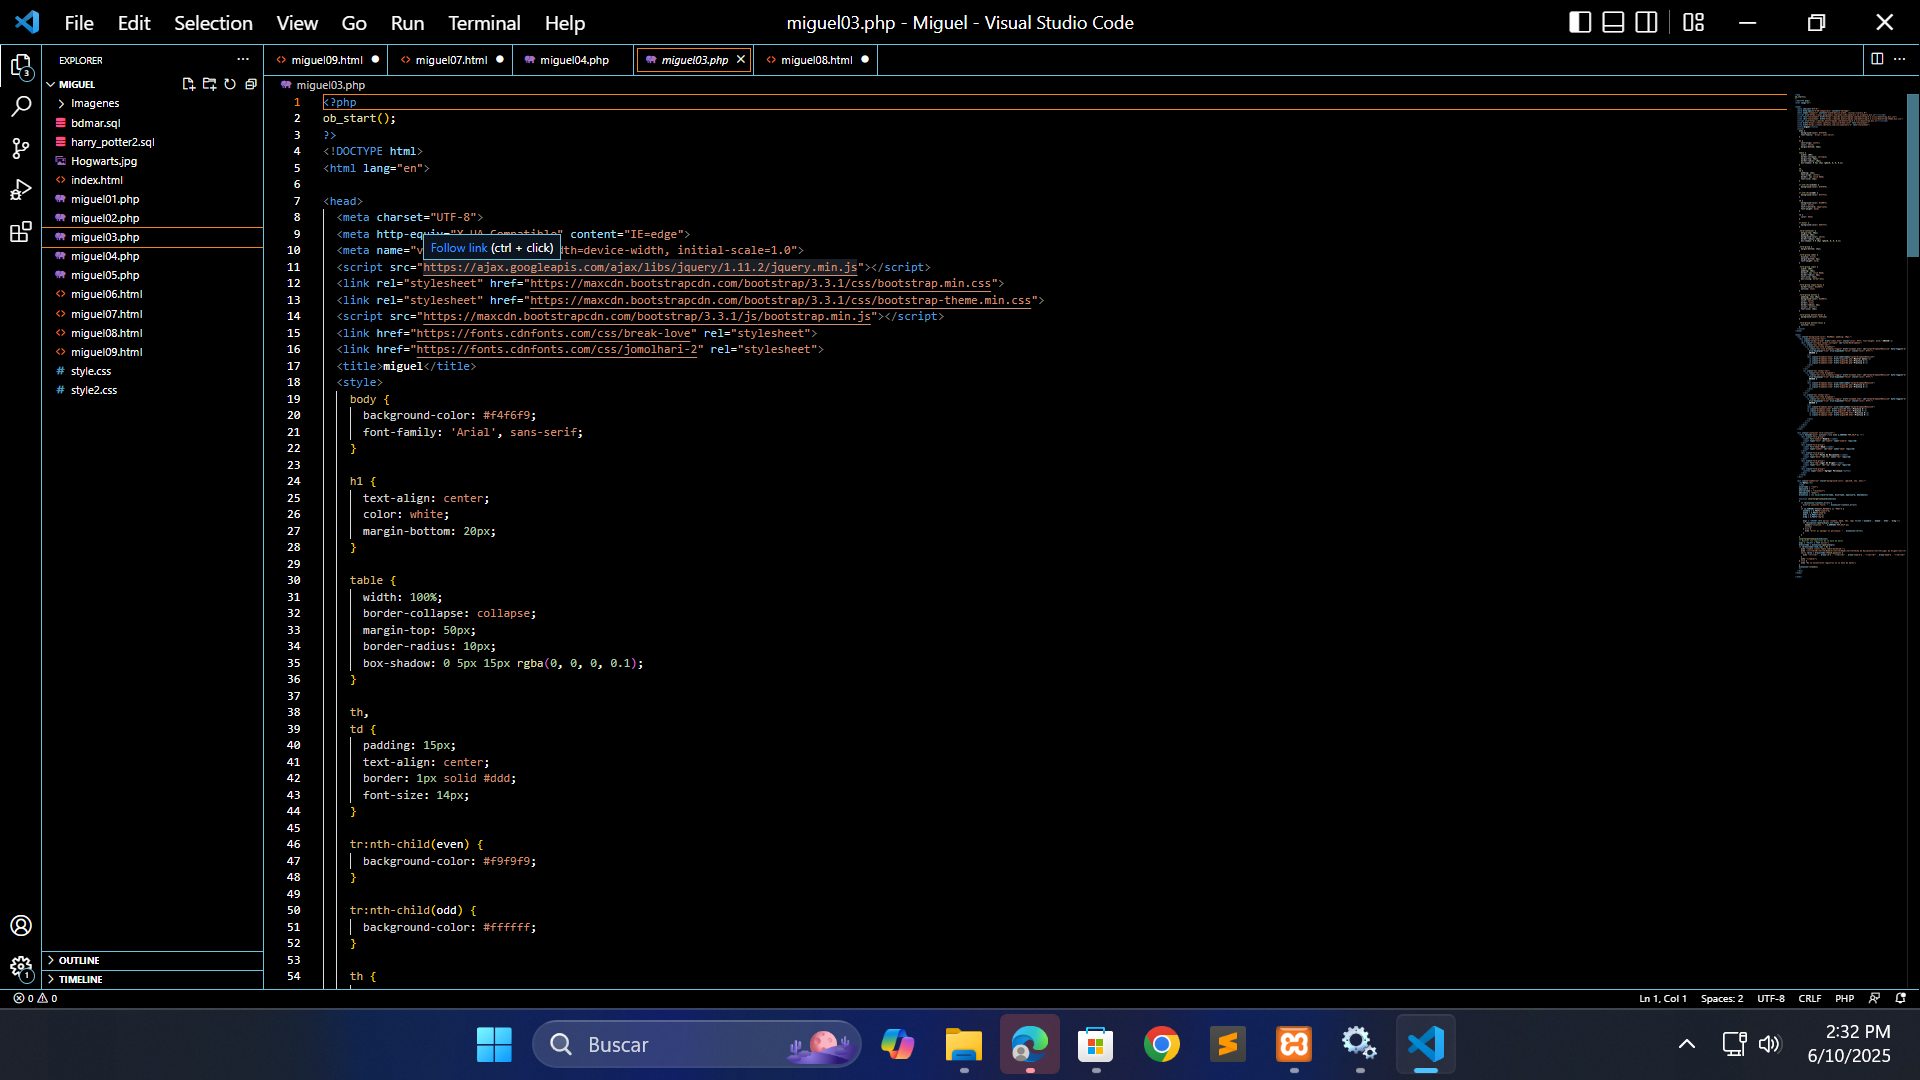 File Edit Selection View Go Run Terminal Help
miguel03.php - Miguel - Visual Studio Code
EXPLORER
miguel09.html
miguel07.html
miguel04.php
miguel03.php
miguel08.html
MIGUEL
Imagenes
bdmar.sql
harry_potter2.sql
Hogwarts.jpg
index.html
miguel01.php
miguel02.php
miguel03.php
miguel04.php
miguel05.php
miguel06.html
miguel07.html
miguel08.html
miguel09.html
style.css
style2.css
OUTLINE
TIMELINE
3
1
miguel03.php
1 <?php
2 ob_start();
3 ?>
4 <!DOCTYPE html>
5 <html lang="en">
6
7 <head>
8 <meta charset="UTF-8">
9 <meta http-equiv="X-UA-Compatible" content="IE=edge">
Follow link (ctrl + click)
10 <meta name="v th=device-width, initial-scale=1.0">
11 <script src="https://ajax.googleapis.com/ajax/libs/jquery/1.11.2/jquery.min.js"></script>
12 <link rel="stylesheet" href="https://maxcdn.bootstrapcdn.com/bootstrap/3.3.1/css/bootstrap.min.css">
13 <link rel="stylesheet" href="https://maxcdn.bootstrapcdn.com/bootstrap/3.3.1/css/bootstrap-theme.min.css">
14 <script src="https://maxcdn.bootstrapcdn.com/bootstrap/3.3.1/js/bootstrap.min.js"></script>
15 <link href="https://fonts.cdnfonts.com/css/break-love" rel="stylesheet">
16 <link href="https://fonts.cdnfonts.com/css/jomolhari-2" rel="stylesheet">
17 <title>miguel</title>
18 <style>
19 body {
20 background-color: #f4f6f9;
21 font-family: 'Arial', sans-serif;
22 }
23
24 h1 {
25 text-align: center;
26 color: white;
27 margin-bottom: 20px;
28 }
29
30 table {
31 width: 100%;
32 border-collapse: collapse;
33 margin-top: 50px;
34 border-radius: 10px;
35 box-shadow: 0 5px 15px rgba(0, 0, 0, 0.1);
36 }
37
38 th,
39 td {
40 padding: 15px;
41 text-align: center;
42 border: 1px solid #ddd;
43 font-size: 14px;
44 }
45
46 tr:nth-child(even) {
47 background-color: #f9f9f9;
48 }
49
50 tr:nth-child(odd) {
51 background-color: #ffffff;
52 }
53
54 th {
0 0
Ln 1, Col 1 Spaces: 2 UTF-8 CRLF PHP
Buscar
2:32 PM
6/10/2025